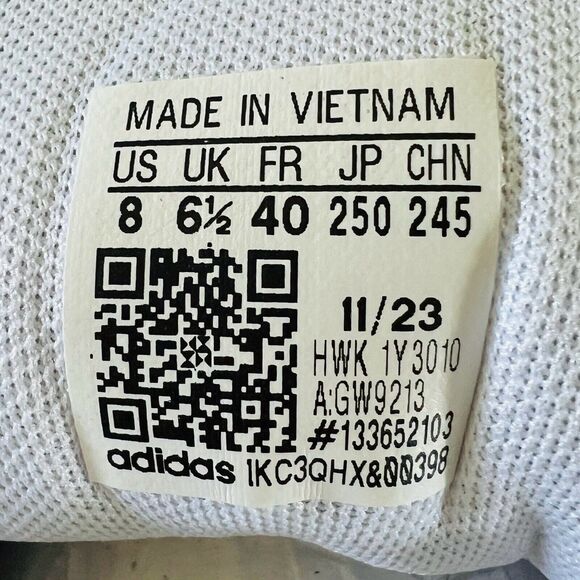 MADE IN VIETNAM
US UK FR JP CHN
8 6½ 40 250 245
11/23
HWK 1Y3010
A:GW9213
#133652103
adidas 1KC3QHX&00398